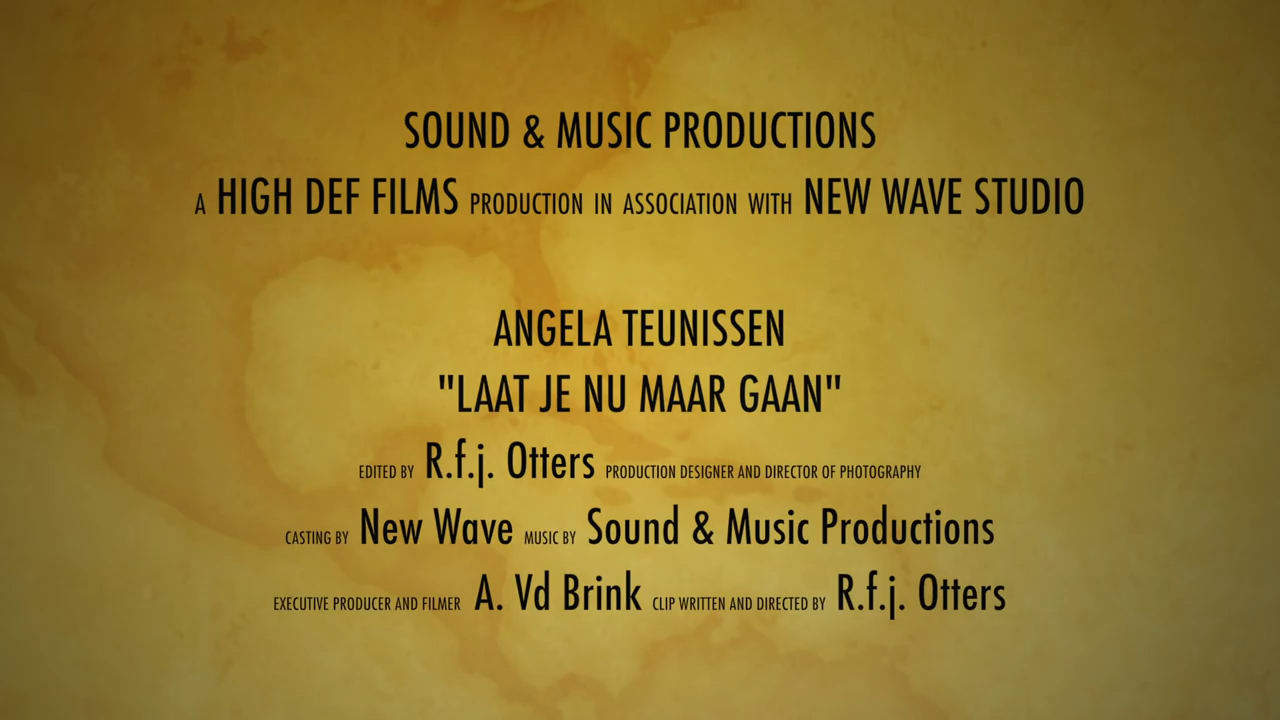 SOUND & MUSIC PRODUCTIONS
A HIGH DEF FILMS PRODUCTION IN ASSOCIATION WITH NEW WAVE STUDIO
ANGELA TEUNISSEN
"LAAT JE NU MAAR GAAN"
EDITED BY R.f.j. Otters PRODUCTION DESIGNER AND DIRECTOR OF PHOTOGRAPHY
CASTING BY New Wave MUSIC BY Sound & Music Productions
EXECUTIVE PRODUCER AND FILMER A. Vd Brink CLIP WRITTEN AND DIRECTED BY R.f.j. Otters